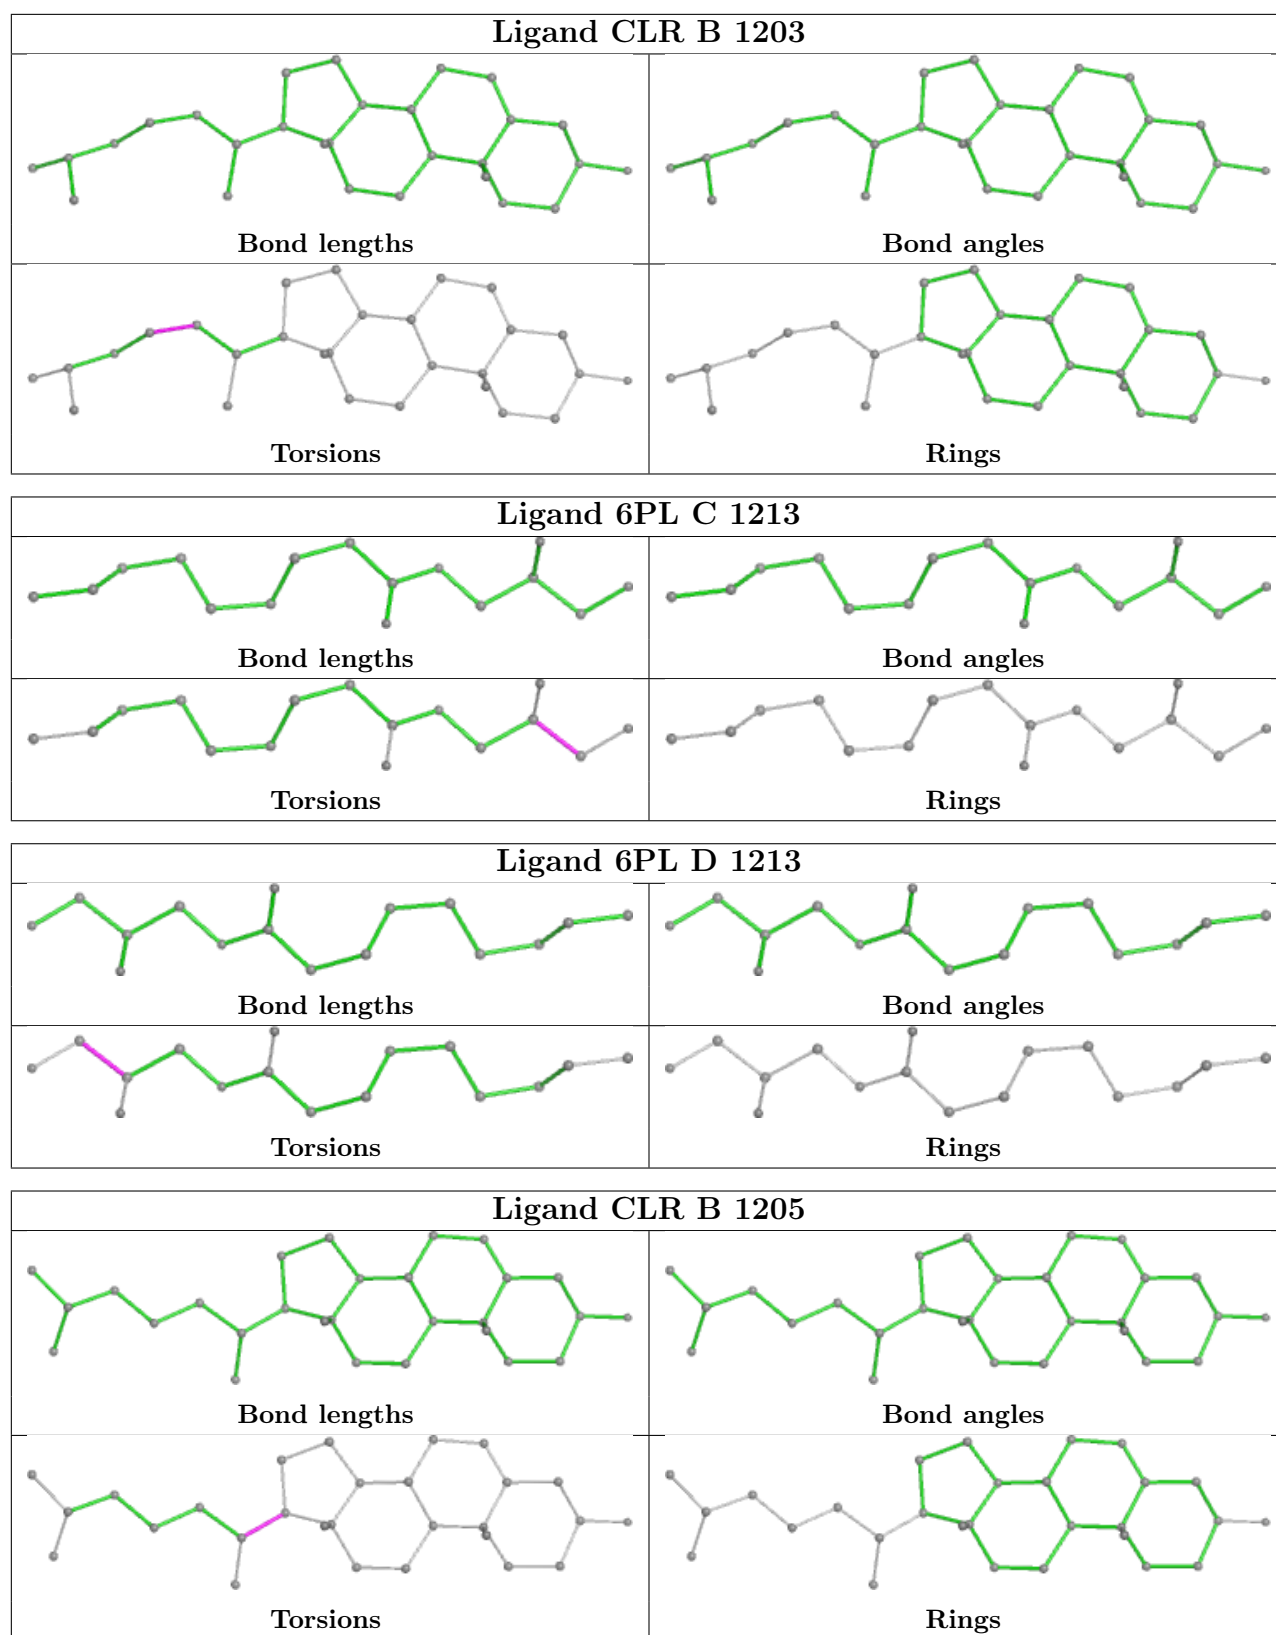 Ligand CLR B 1203
Bond lengths
Bond angles
Torsions
Rings
Ligand 6PL C 1213
Bond lengths
Bond angles
Torsions
Rings
Ligand 6PL D 1213
Bond lengths
Bond angles
Torsions
Rings
Ligand CLR B 1205
Bond lengths
Bond angles
Torsions
Rings